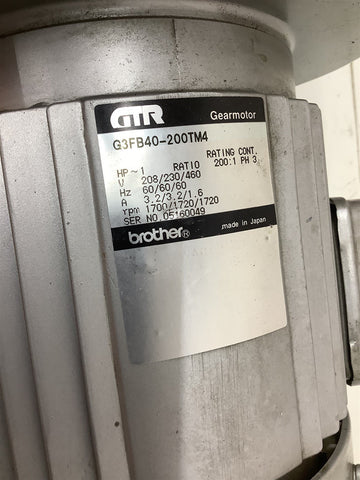 GTR
Gearmotor
G3FB40-200TM4
RATING CONT.
HP ~ 1 RATIO 200:1 PH 3
V 208/230/460
Hz 60/60/60
A 3.2/3.2/1.6
rpm 1700/1720/1720
SER NO. 05160049
brother® made in Japan